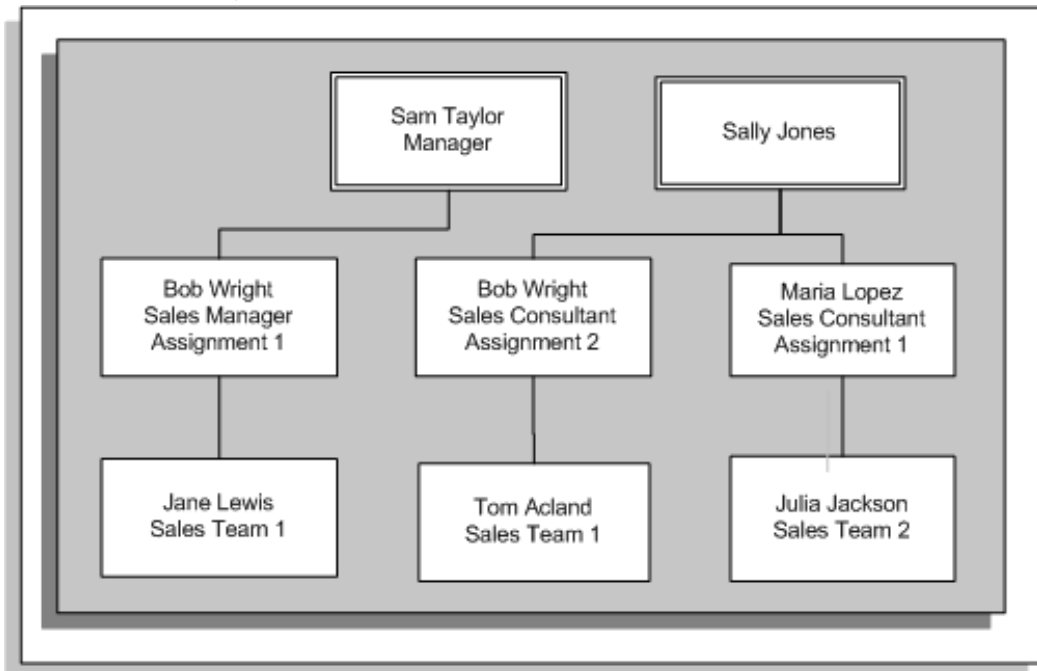 Sam Taylor
Manager
Sally Jones
Bob Wright
Sales Manager
Assignment 1
Bob Wright
Sales Consultant
Assignment 2
Maria Lopez
Sales Consultant
Assignment 1
Jane Lewis
Sales Team 1
Tom Acland
Sales Team 1
Julia Jackson
Sales Team 2